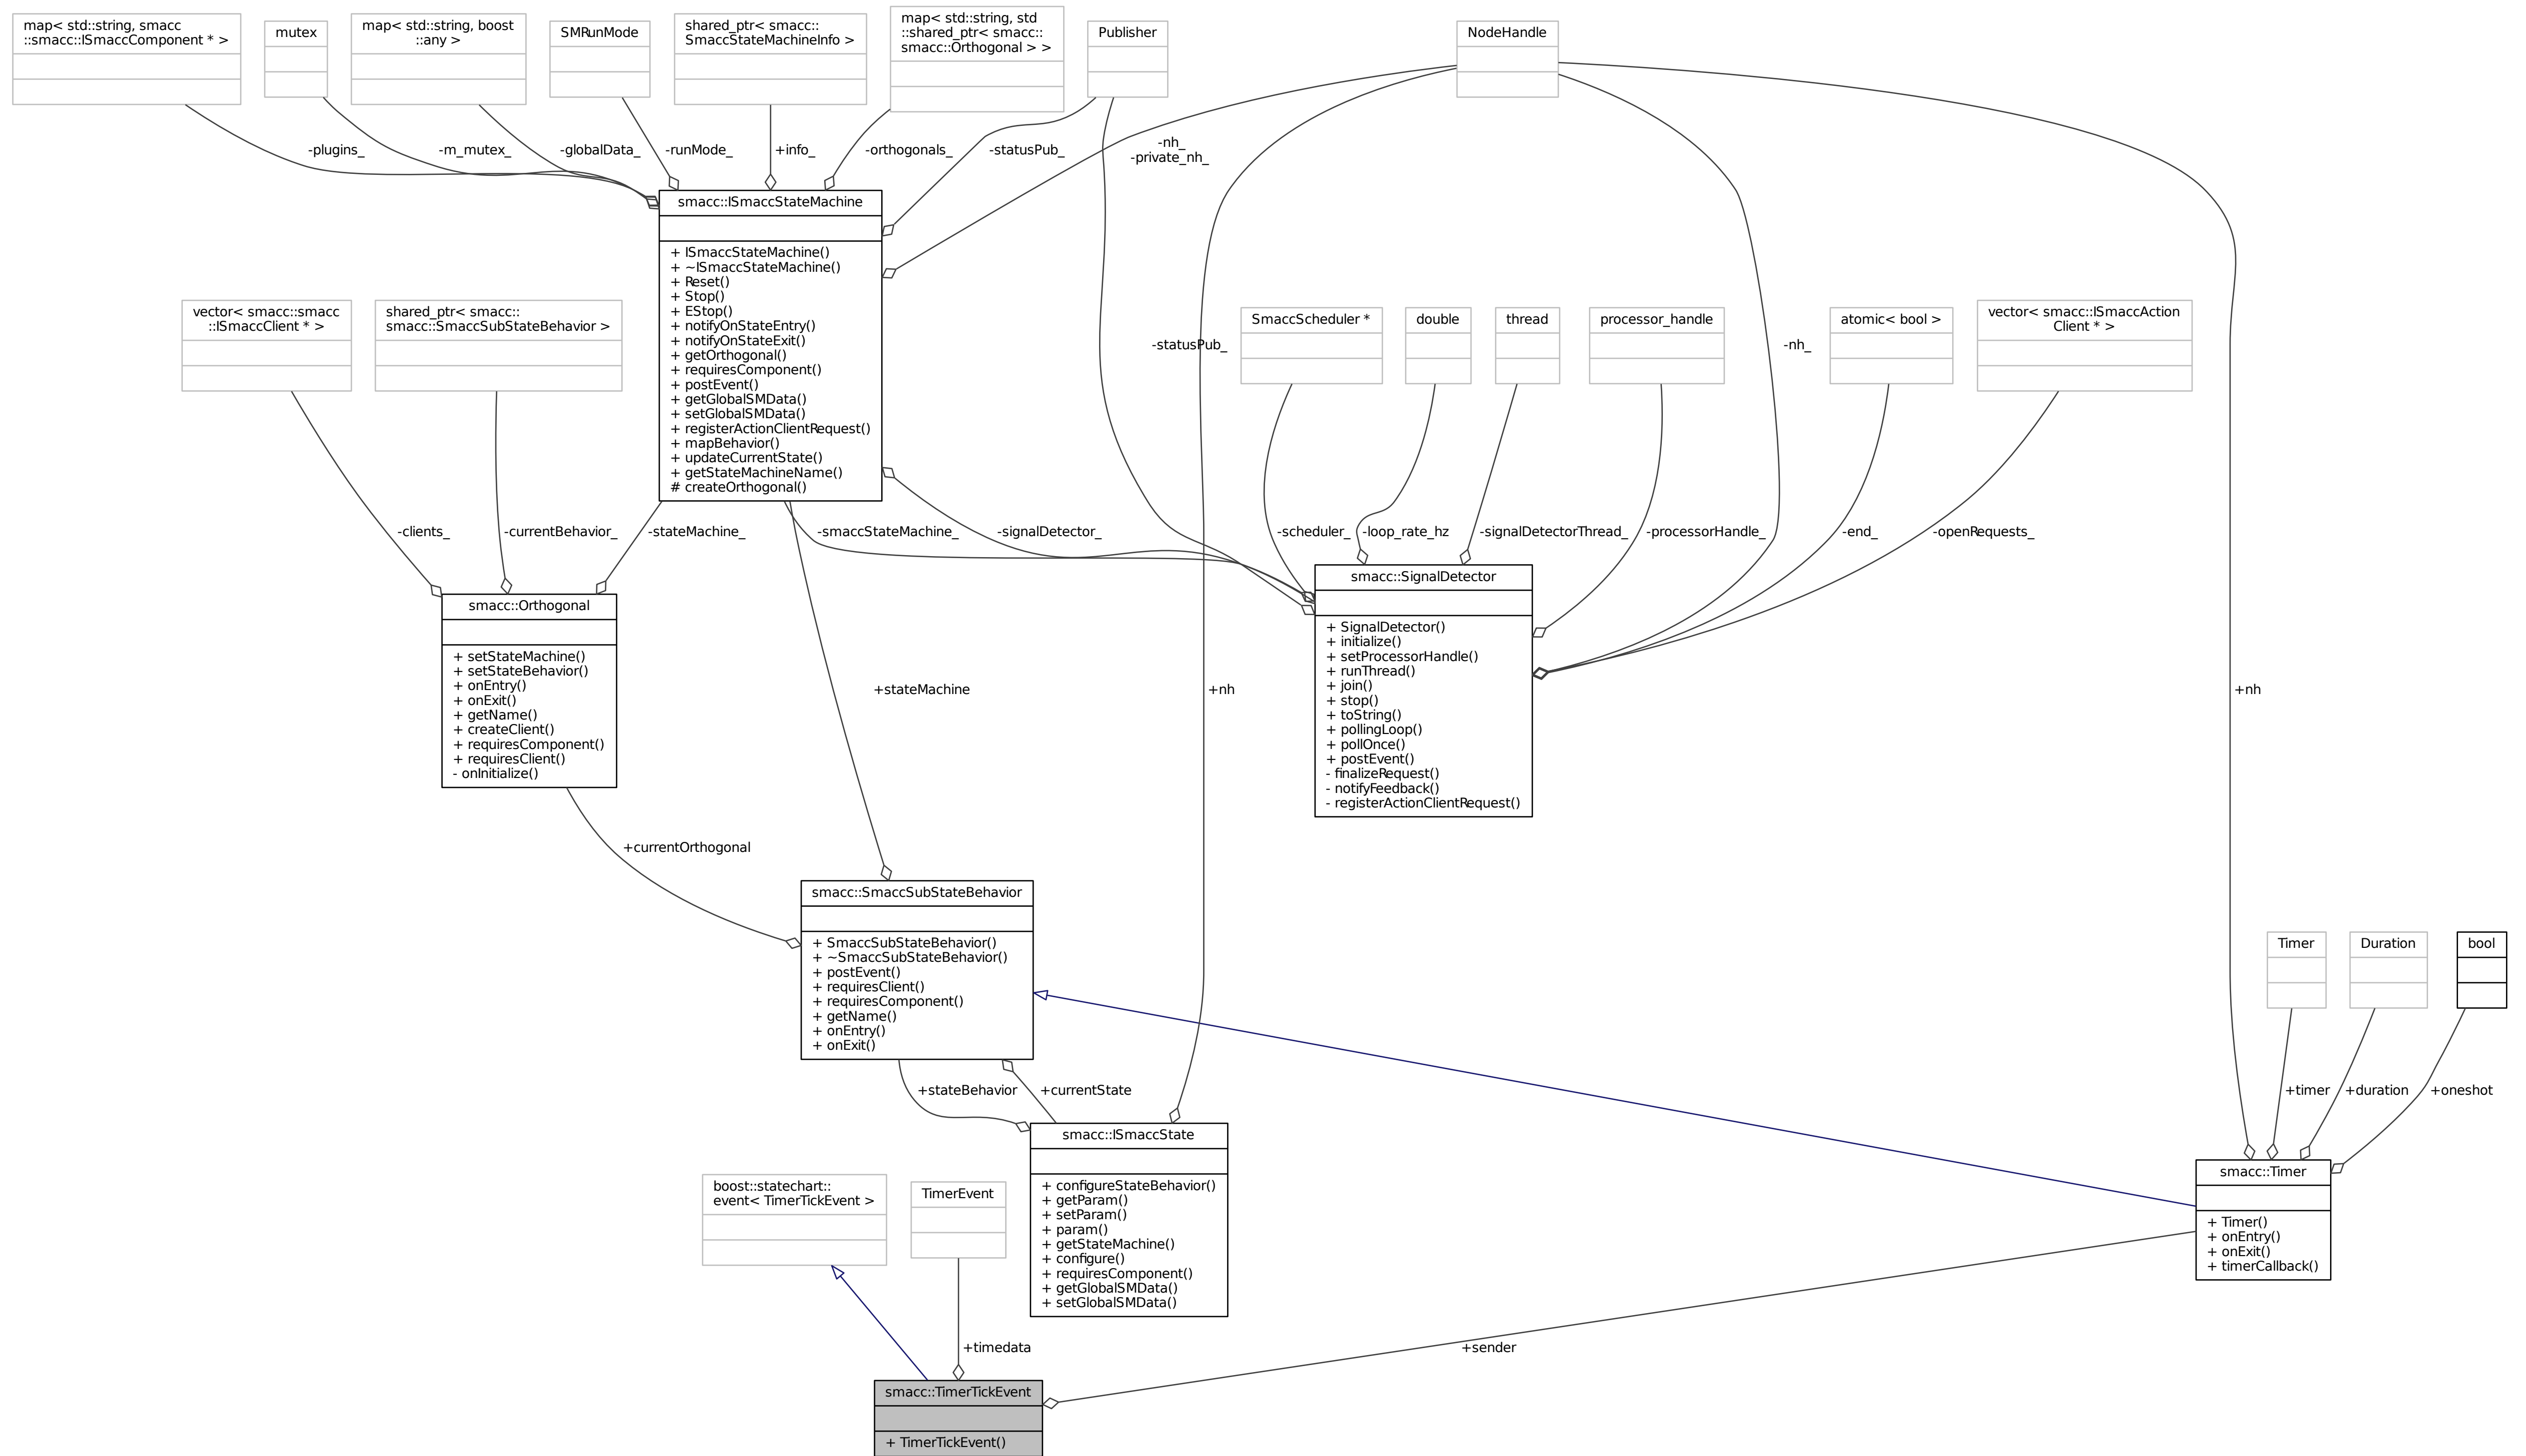 map< std::string, smacc
::smacc::ISmaccComponent * >
mutex
map< std::string, boost
::any >
SMRunMode
shared_ptr< smacc::
SmaccStateMachineInfo >
map< std::string, std
::shared_ptr< smacc::
smacc::Orthogonal > >
Publisher
NodeHandle
-plugins_
-m_mutex_
-globalData_
-runMode_
+info_
-orthogonals_
-statusPub_
-nh_
-private_nh_
smacc::ISmaccStateMachine
+ ISmaccStateMachine()
+ ~ISmaccStateMachine()
+ Reset()
+ Stop()
+ EStop()
+ notifyOnStateEntry()
+ notifyOnStateExit()
+ getOrthogonal()
+ requiresComponent()
+ postEvent()
+ getGlobalSMData()
+ setGlobalSMData()
+ registerActionClientRequest()
+ mapBehavior()
+ updateCurrentState()
+ getStateMachineName()
# createOrthogonal()
vector< smacc::smacc
::ISmaccClient * >
shared_ptr< smacc::
smacc::SmaccSubStateBehavior >
-statusPub_
SmaccScheduler *
double
thread
processor_handle
-nh_
atomic< bool >
vector< smacc::ISmaccAction
Client * >
-clients_
-currentBehavior_
-stateMachine_
-smaccStateMachine_
-signalDetector_
-scheduler_
-loop_rate_hz
-signalDetectorThread_
-processorHandle_
-end_
-openRequests_
smacc::Orthogonal
+ setStateMachine()
+ setStateBehavior()
+ onEntry()
+ onExit()
+ getName()
+ createClient()
+ requiresComponent()
+ requiresClient()
- onInitialize()
smacc::SignalDetector
+ SignalDetector()
+ initialize()
+ setProcessorHandle()
+ runThread()
+ join()
+ stop()
+ toString()
+ pollingLoop()
+ pollOnce()
+ postEvent()
- finalizeRequest()
- notifyFeedback()
- registerActionClientRequest()
+stateMachine
+nh
+nh
+currentOrthogonal
smacc::SmaccSubStateBehavior
+ SmaccSubStateBehavior()
+ ~SmaccSubStateBehavior()
+ postEvent()
+ requiresClient()
+ requiresComponent()
+ getName()
+ onEntry()
+ onExit()
Timer
Duration
bool
+stateBehavior
+currentState
+timer
+duration
+oneshot
smacc::ISmaccState
+ configureStateBehavior()
+ getParam()
+ setParam()
+ param()
+ getStateMachine()
+ configure()
+ requiresComponent()
+ getGlobalSMData()
+ setGlobalSMData()
smacc::Timer
+ Timer()
+ onEntry()
+ onExit()
+ timerCallback()
boost::statechart::
event< TimerTickEvent >
TimerEvent
+timedata
+sender
smacc::TimerTickEvent
+ TimerTickEvent()